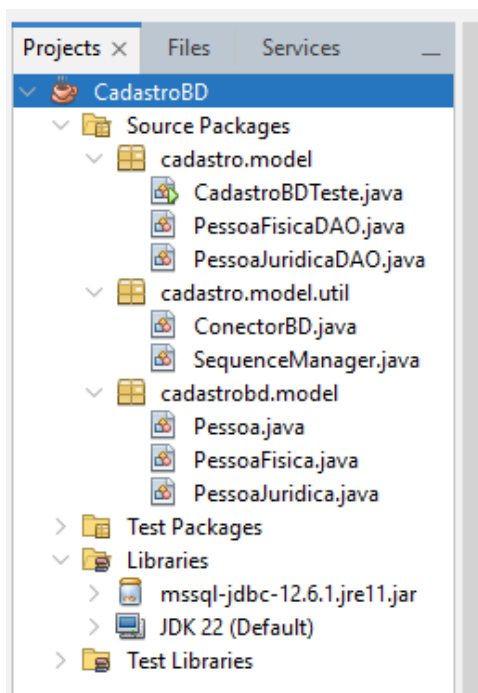 Projects × Files Services
CadastroBD
Source Packages
cadastro.model
CadastroBDTeste.java
PessoaFisicaDAO.java
PessoaJuridicaDAO.java
cadastro.model.util
ConectorBD.java
SequenceManager.java
cadastrobd.model
Pessoa.java
PessoaFisica.java
PessoaJuridica.java
Test Packages
Libraries
mssql-jdbc-12.6.1.jre11.jar
JDK 22 (Default)
Test Libraries